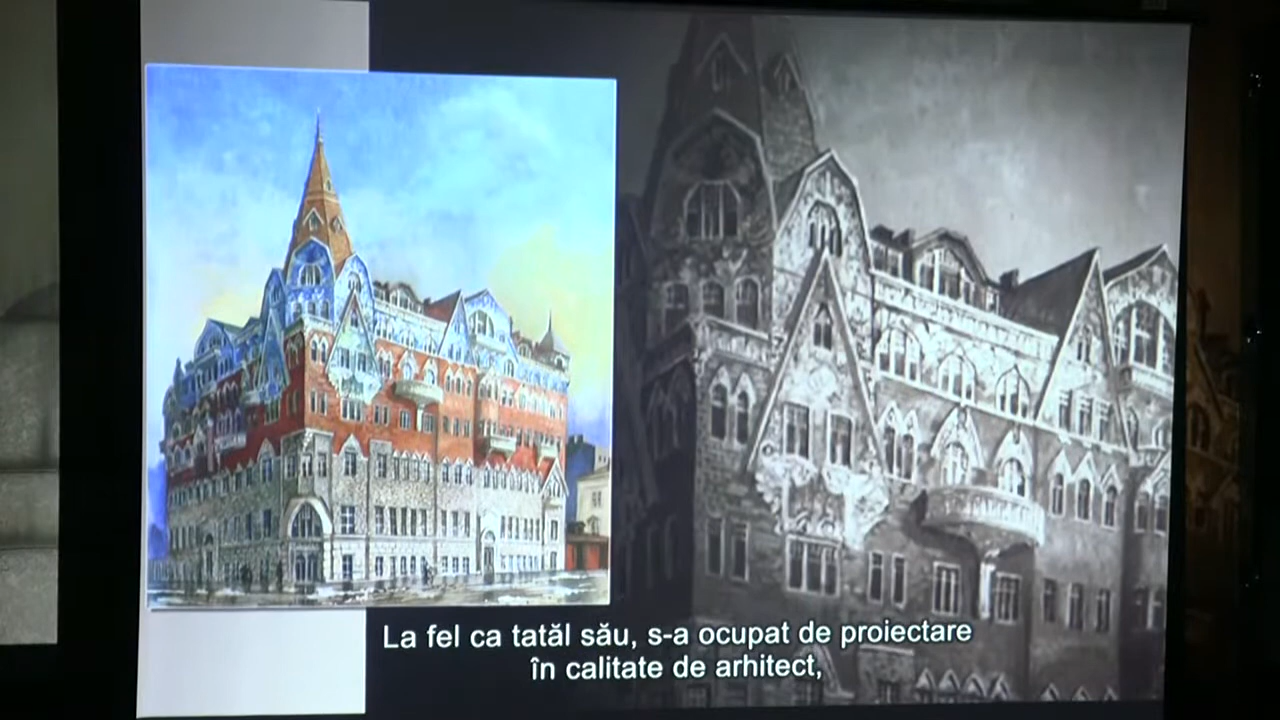 La fel ca tatăl său, s-a ocupat de proiectare
în calitate de arhitect,